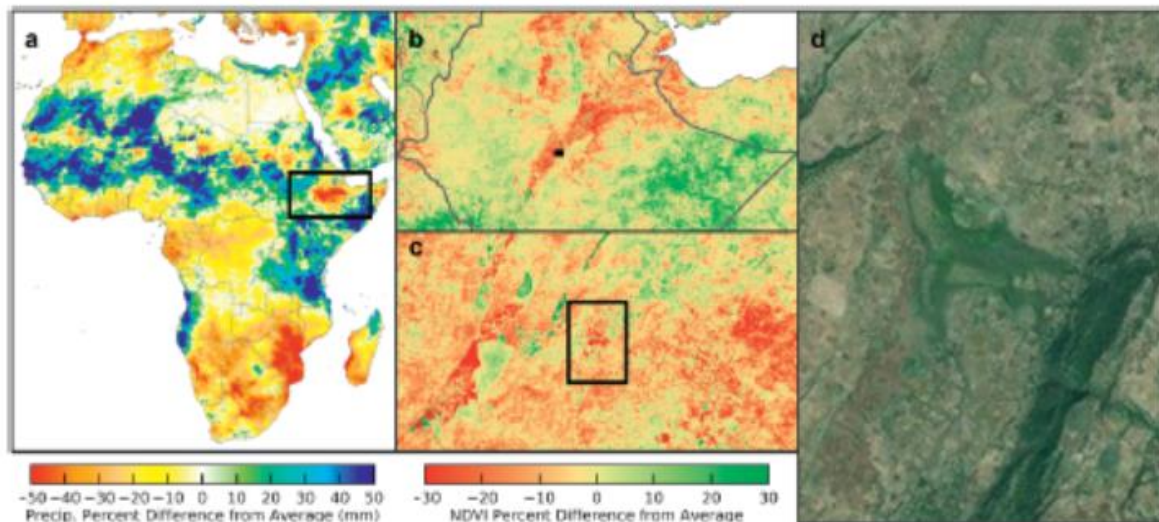 a
b
c
d
−50 −40 −30 −20 −10 0 10 20 30 40 50
Precip. Percent Difference from Average (mm)
−30 −20 −10 0 10 20 30
NDVI Percent Difference from Average